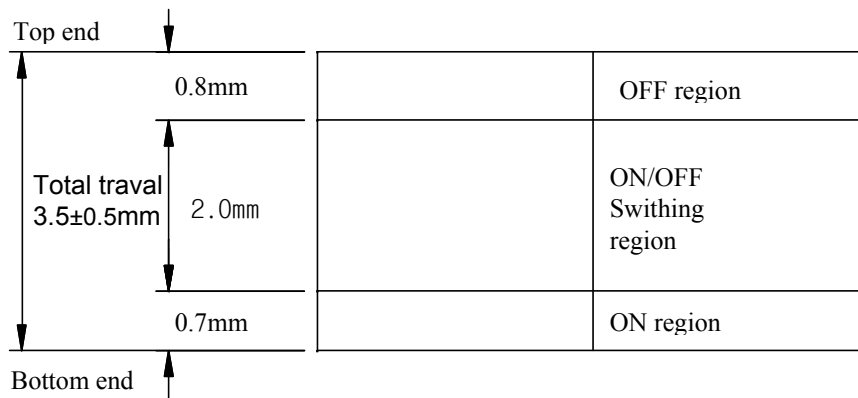 Top end
0.8mm
OFF region
Total traval
3.5±0.5mm
2.0mm
ON/OFF
Swithing
region
0.7mm
ON region
Bottom end